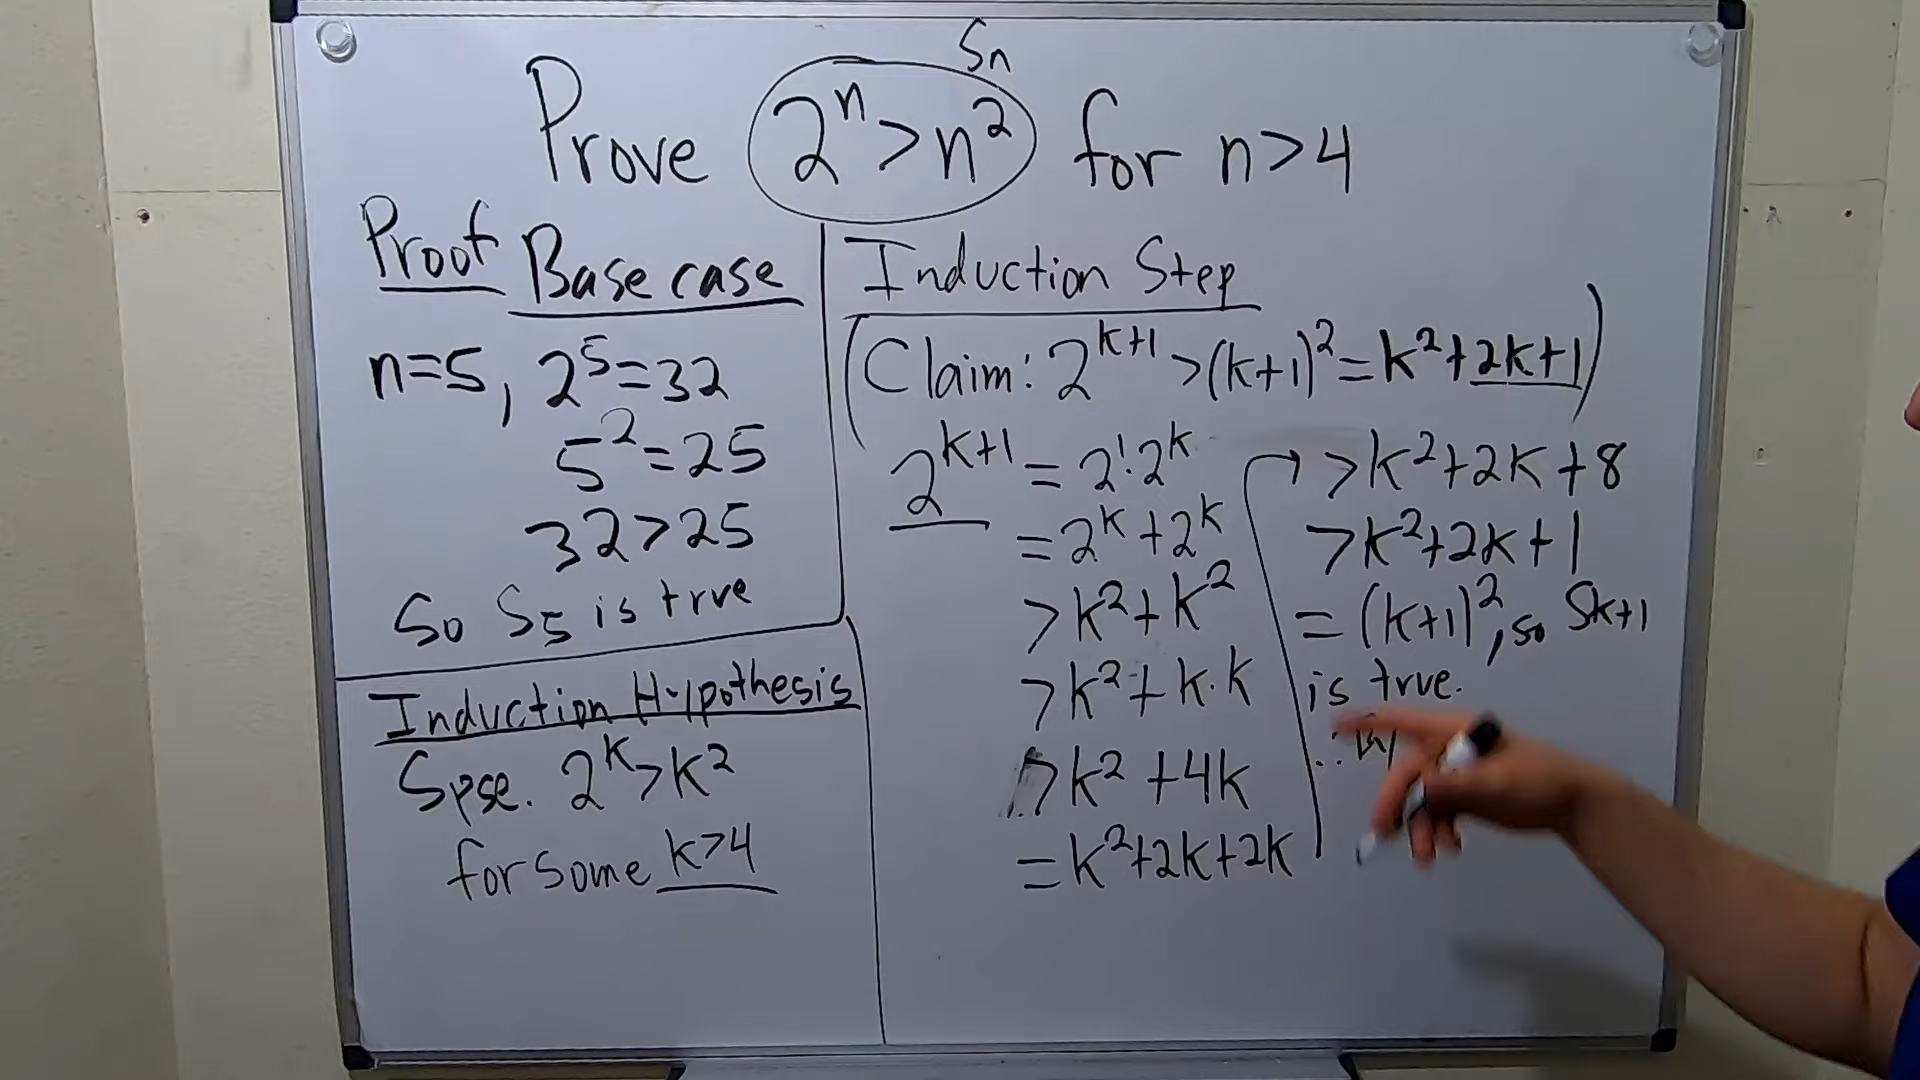 Sn
Prove 2^n > n^2 for n>4
Proof Base case
n=5, 2^5=32
5^2=25
32>25
So S5 is true
Induction Hypothesis
Spse. 2^k>k^2
for some k>4
Induction Step
(Claim: 2^k+1 >(k+1)^2=k^2+2k+1)
2^k+1 = 2^1·2^k
= 2^k+2^k
>k^2+k^2
>k^2+k·k
>k^2+4k
=k^2+2k+2k
>k^2+2k+8
>k^2+2k+1
= (k+1)^2, so Sk+1
is true.
∴ by